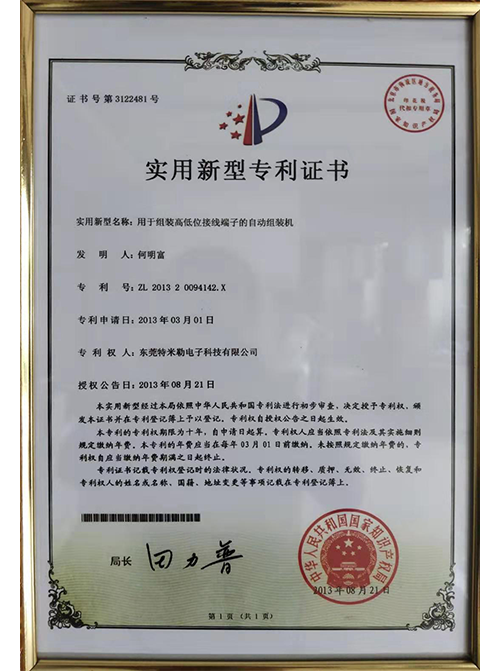 证书号第3122481号
实用新型专利证书
实用新型名称：用于组装高低位接线端子的自动组装机
发明人：何明富
专利号：ZL 2013 2 0094142.X
专利申请日：2013年03月01日
专利权人：东莞特米勒电子科技有限公司
授权公告日：2013年08月21日
本实用新型经过本局依照中华人民共和国专利法进行初步审查，决定授予专利权，颁
发本证书并在专利登记簿上予以登记。专利权自授权公告之日起生效。
本专利的专利权期限为十年，自申请日起算。专利权人应当依照专利法及其实施细则
规定缴纳年费。本专利的年费应当在每年03月01日前缴纳。未按照规定缴纳年费的，专
利权自应当缴纳年费期满之日起终止。
专利证书记载专利权登记时的法律状况。专利权的转移、质押、无效、终止、恢复和
专利权人的姓名或名称、国籍、地址变更等事项记载在专利登记簿上。
局长
田力普
中华人民共和国国家知识产权局
2013年08月21日
第1页（共1页）